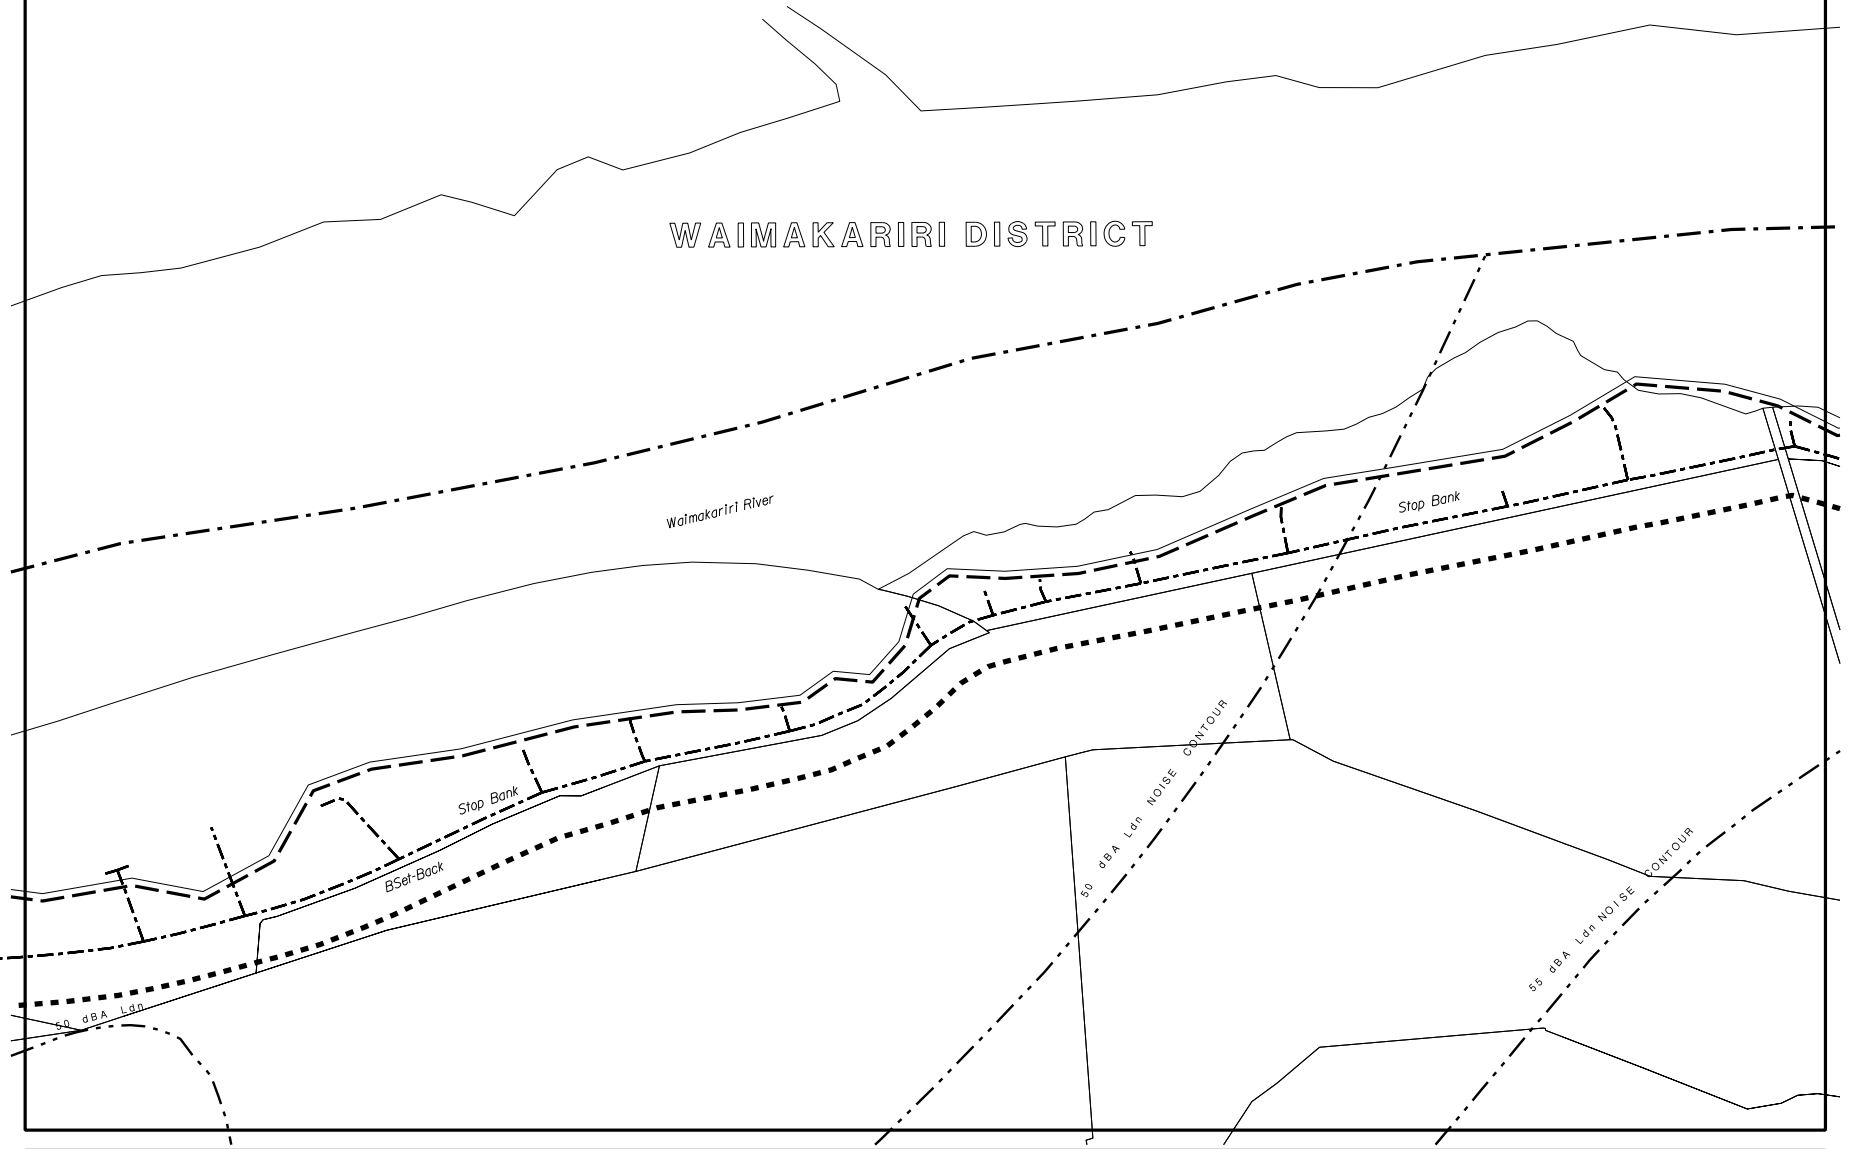 WAIMAKARIRI DISTRICT
Waimakariri River
Stop Bank
Stop Bank
BSet-Back
50 dBA Ldn NOISE CONTOUR
55 dBA Ldn NOISE CONTOUR
50 dBA Ldn